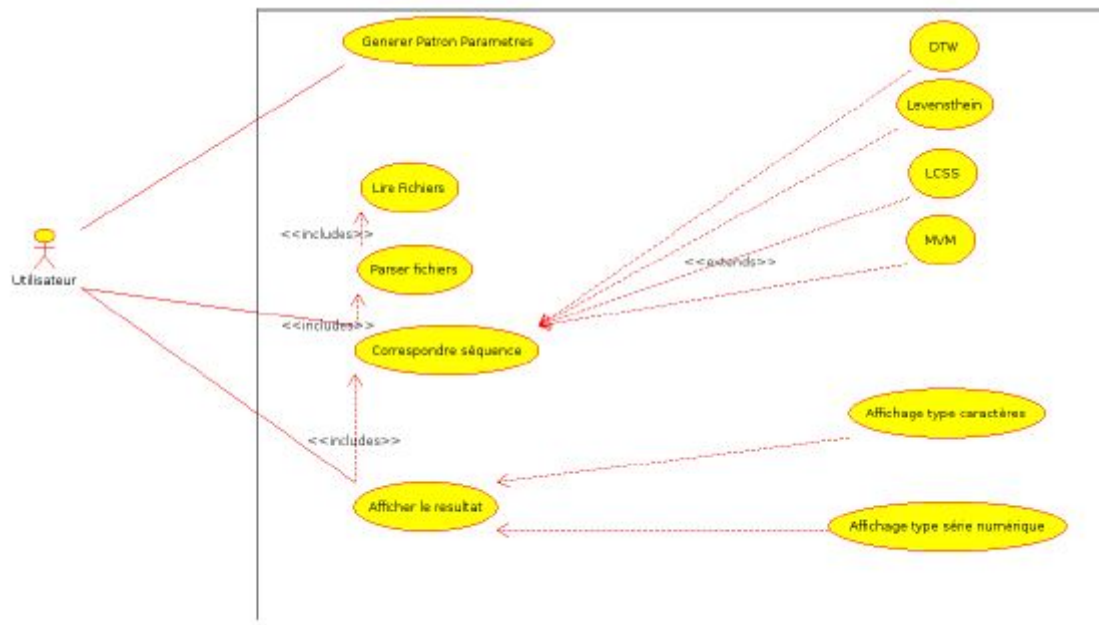 Generer Patron Parametres
DTW
Levensthein
LCSS
Lire Fichiers
<<includes>>
MVM
<<extends>>
Parser fichiers
Utilisateur
<<includes>>
Correspondre séquence
Affichage type caractères
<<includes>>
Afficher le resultat
Affichage type série numérique